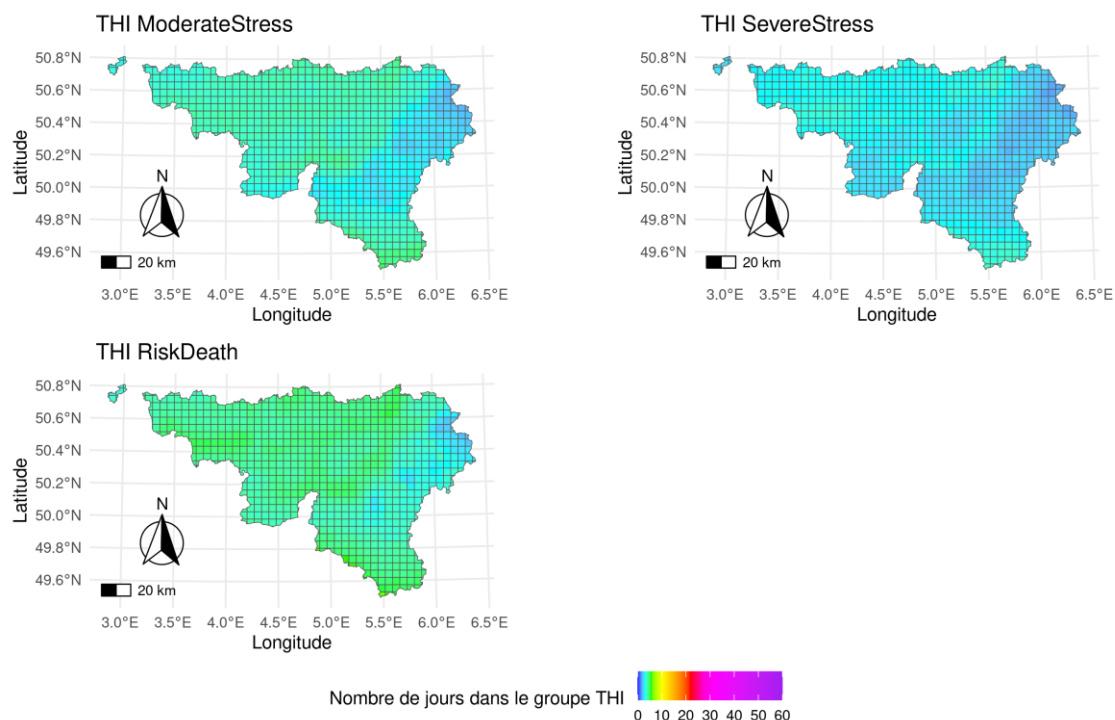 THI ModerateStress
THI SevereStress
50.8°N
50.6°N
50.4°N
50.2°N
50.0°N
49.8°N
49.6°N
Latitude
N
20 km
3.0°E 3.5°E 4.0°E 4.5°E 5.0°E 5.5°E 6.0°E 6.5°E
Longitude
50.8°N
50.6°N
50.4°N
50.2°N
50.0°N
49.8°N
49.6°N
Latitude
N
20 km
3.0°E 3.5°E 4.0°E 4.5°E 5.0°E 5.5°E 6.0°E 6.5°E
Longitude
THI RiskDeath
50.8°N
50.6°N
50.4°N
50.2°N
50.0°N
49.8°N
49.6°N
Latitude
N
20 km
3.0°E 3.5°E 4.0°E 4.5°E 5.0°E 5.5°E 6.0°E 6.5°E
Longitude
Nombre de jours dans le groupe THI
0 10 20 30 40 50 60